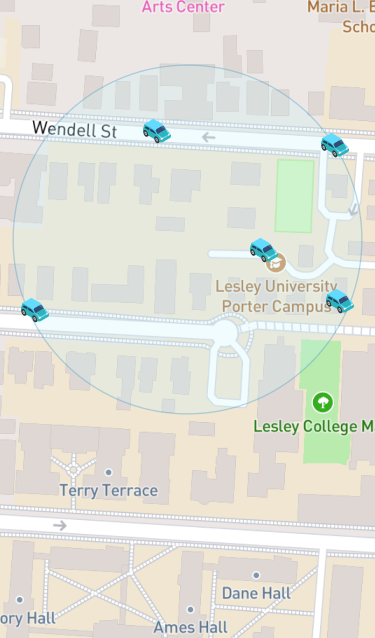 Arts Center
Maria L. B
Scho
Wendell St
Lesley University
Porter Campus
Lesley College M
Terry Terrace
Dane Hall
ory Hall
Ames Hall